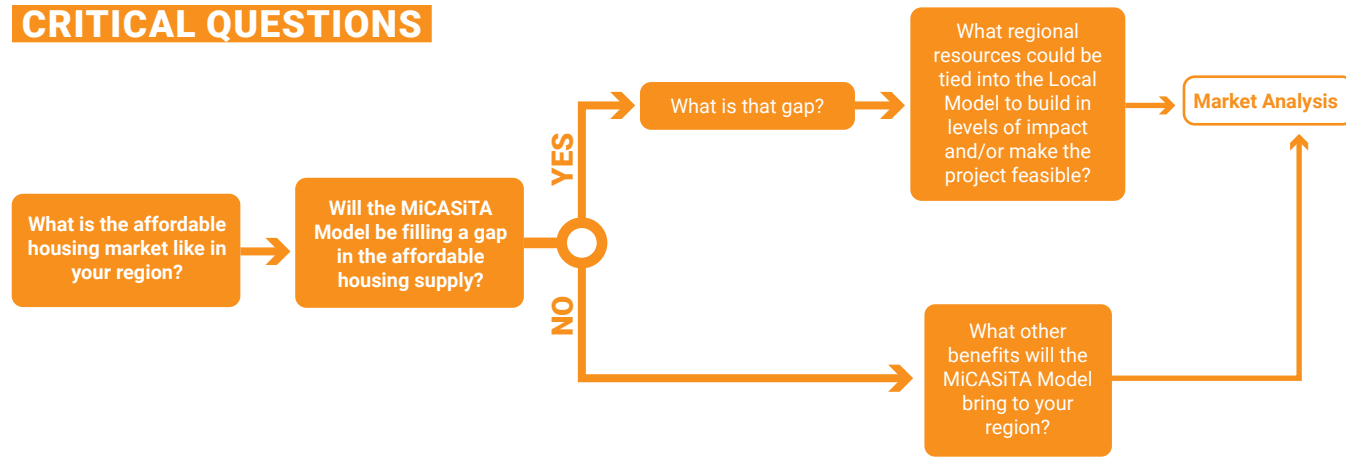 CRITICAL QUESTIONS
What is the affordable
housing market like in
your region?
Will the MiCASiTA
Model be filling a gap
in the affordable
housing supply?
YES
What is that gap?
What regional
resources could be
tied into the Local
Model to build in
levels of impact
and/or make the
project feasible?
Market Analysis
NO
What other
benefits will the
MiCASiTA Model
bring to your
region?